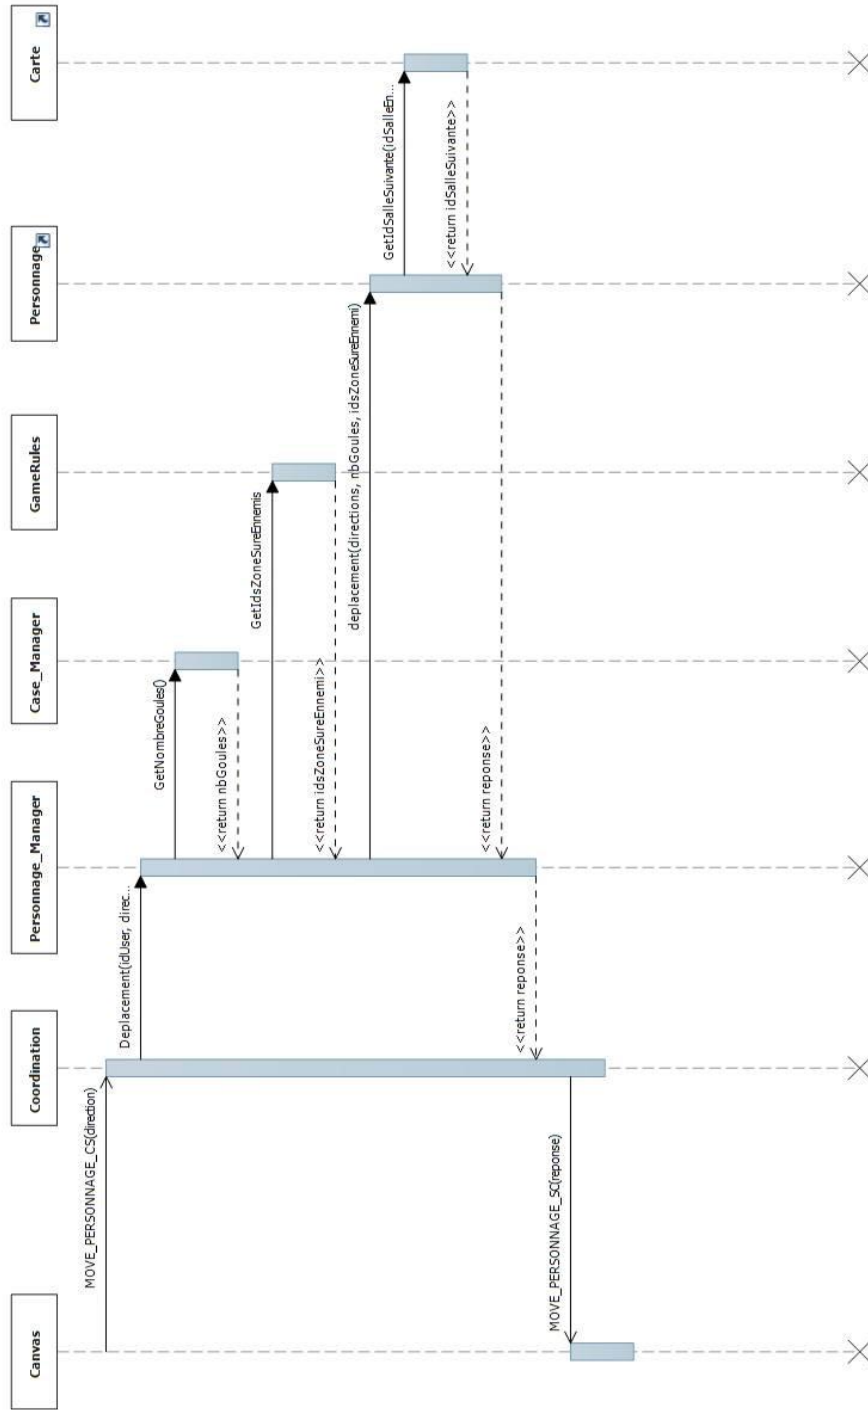 Canvas
Coordination
Personnage_Manager
Case_Manager
GameRules
Personnage
Carte
MOVE_PERSONNAGE_CS(direction)
Deplacement(idUser, direc...
GetNombreGoules()
<<return nbGoules>>
GetIdsZoneSureEnnemis
<<return idsZoneSureEnnemi>>
deplacement(directions, nbGoules, idsZoneSureEnnemi)
GetIdSalleSuivante(idSalleEn...
<<return idSalleSuivante>>
<<return reponse>>
<<return reponse>>
MOVE_PERSONNAGE_SC(reponse)